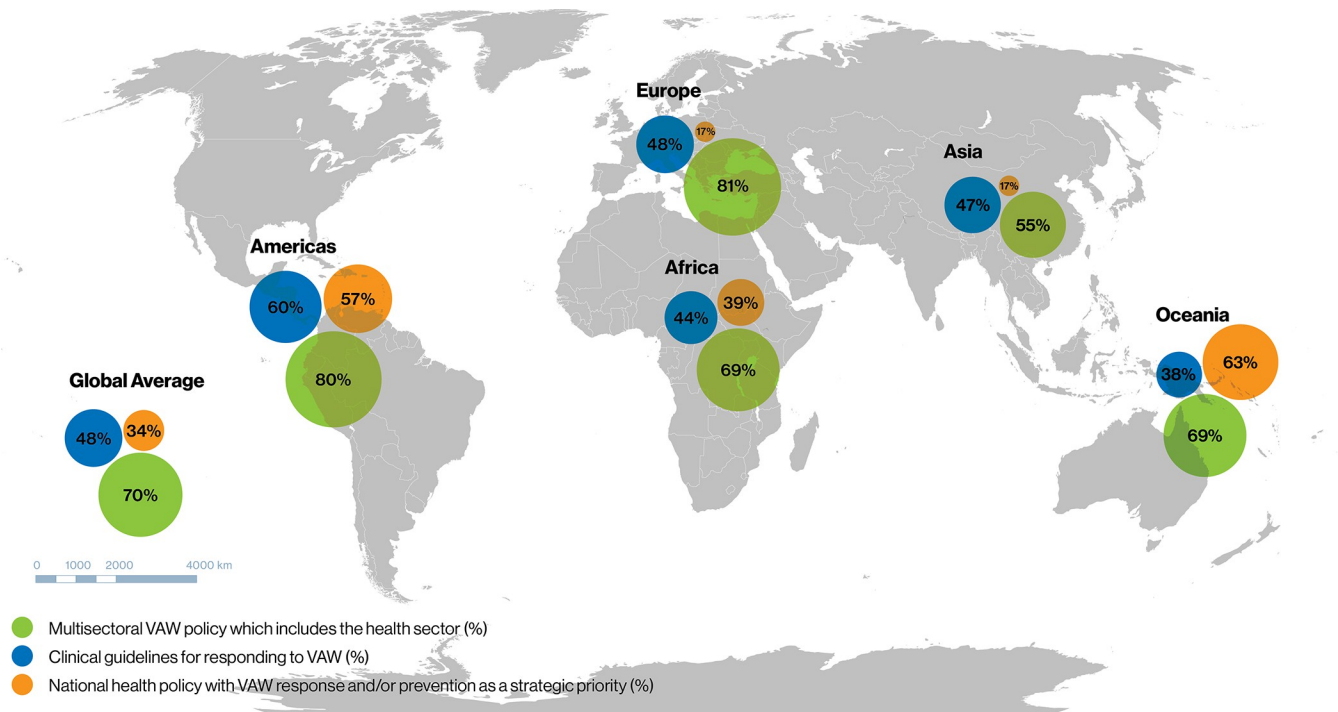 Europe
48%
17%
81%
Asia
47%
17%
55%
Americas
60%
57%
80%
Africa
44%
39%
69%
Oceania
38%
63%
69%
Global Average
48%
34%
70%
0 1000 2000 4000 km
Multisectoral VAW policy which includes the health sector (%)
Clinical guidelines for responding to VAW (%)
National health policy with VAW response and/or prevention as a strategic priority (%)